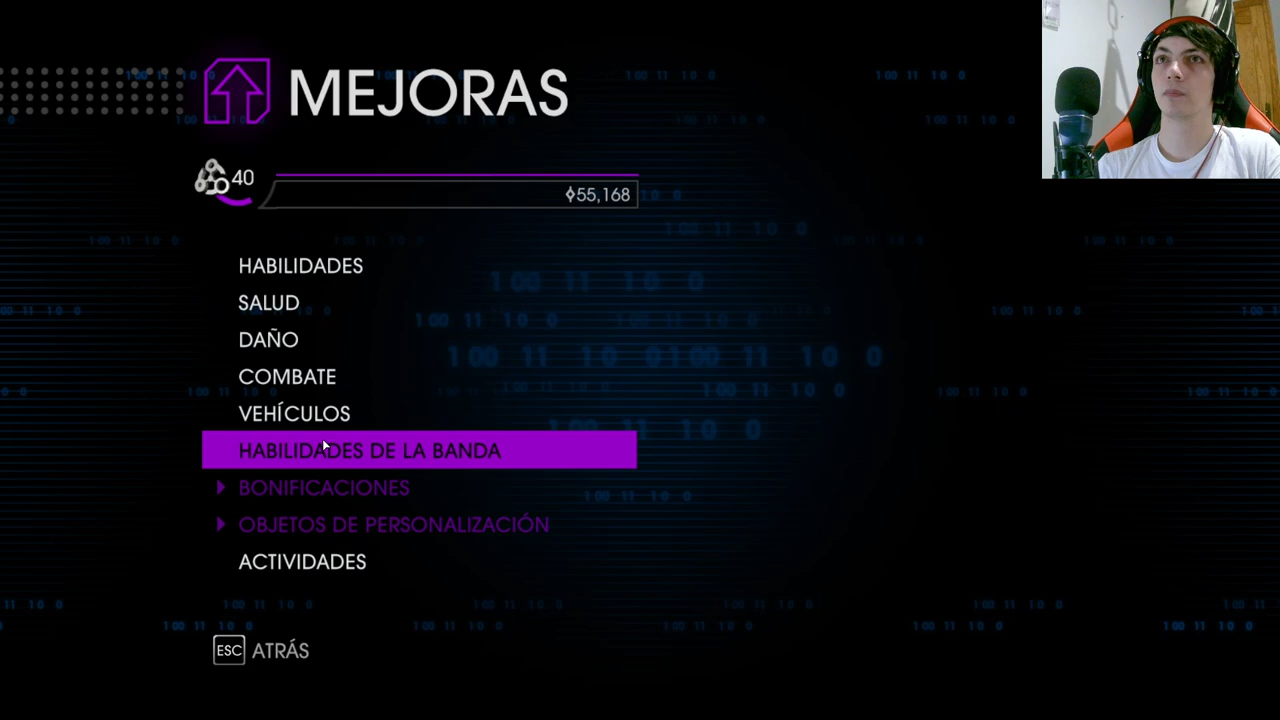 MEJORAS
40
55,168
HABILIDADES
SALUD
DAÑO
COMBATE
VEHÍCULOS
HABILIDADES DE LA BANDA
BONIFICACIONES
OBJETOS DE PERSONALIZACIÓN
ACTIVIDADES
ESC ATRÁS